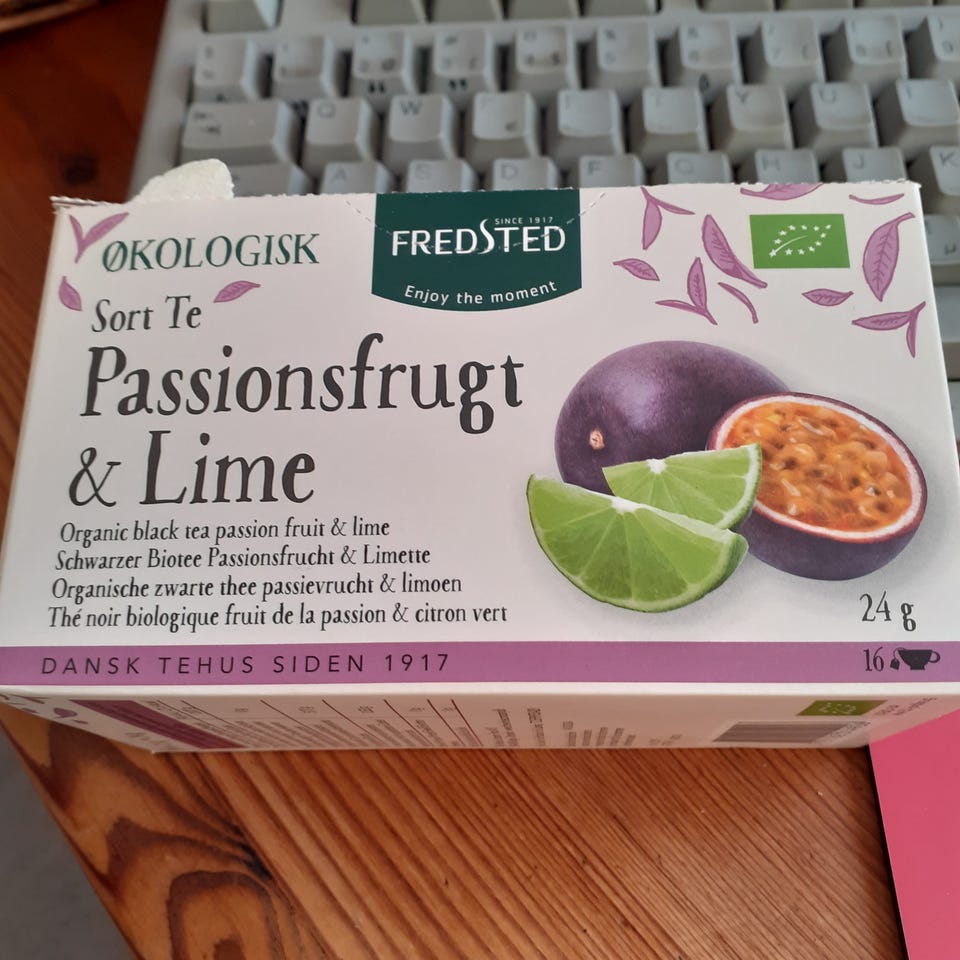 ØKOLOGISK
SINCE 1917
FREDSTED
Enjoy the moment
Sort Te
Passionsfrugt
& Lime
Organic black tea passion fruit & lime
Schwarzer Biotee Passionsfrucht & Limette
Organische zwarte thee passievrucht & limoen
Thé noir biologique fruit de la passion & citron vert
24 g
DANSK TEHUS SIDEN 1917
16
Q W E R T Y U I
A S D F G H J K